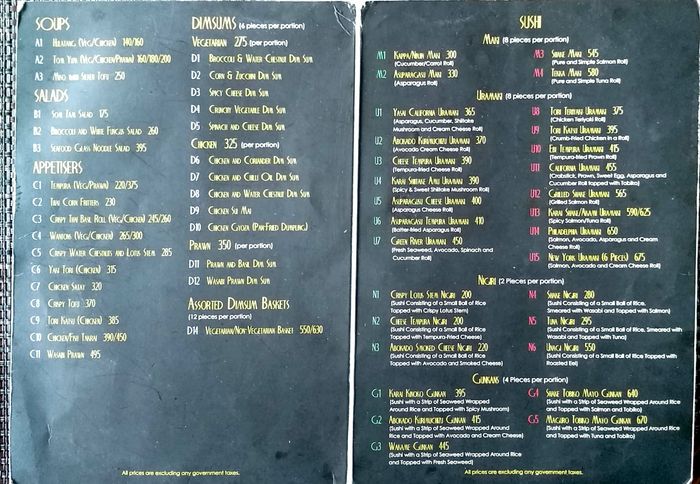 SOUPS
A1 Hluntang (Veg/Chicken) 140/160
A2 Tom Yum (Veg/Chicken/Prawn) 160/180/200
A3 Miso with Silken Tofu 250
SALADS
B1 Som Tam Salad 175
B2 Broccoli and White Fungus Salad 260
B3 Seafood Glass Noodle Salad 395
APPETISERS
C1 Tempura (Veg/Prawn) 220/375
C2 Thai Corn Fritters 230
C3 Crispy Thai Basil Roll (Veg/Chicken) 245/260
C4 Wantons (Veg/Chicken) 265/300
C5 Crispy Water Chestnuts and Lotus Stem 285
C6 Yaki Tori (Chicken) 315
C7 Chicken Satay 320
C8 Crispy Tofu 370
C9 Tori Katsu (Chicken) 385
C10 Chicken/Fish Tanrai 390/450
C11 Wasabi Prawn 495
DIMSUMS (6 pieces per portion)
Vegetarian 275 (per portion)
D1 Broccoli & Water Chestnut Dim Sum
D2 Corn & Zucchini Dim Sum
D3 Spicy Cheese Dim Sum
D4 Crunchy Vegetable Dim Sum
D5 Spinach and Cheese Dim Sum
Chicken 325 (per portion)
D6 Chicken and Coriander Dim Sum
D7 Chicken and Chilli Oil Dim Sum
D8 Chicken and Water Chestnut Dim Sum
D9 Chicken Sui Mai
D10 Chicken Gyoza (Pan-Fried Dumpling)
Prawn 350 (per portion)
D11 Prawn and Basil Dim Sum
D12 Wasabi Prawn Dim Sum
Assorted Dimsum Baskets
(12 pieces per portion)
D14 Vegetarian/Non-Vegetarian Basket 550/630
All prices are excluding any government taxes.
SUSHI
Maki (8 pieces per portion)
M1 Kappa/Ninjin Maki 300
(Cucumber/Carrot Roll)
M2 Asuparagasu Maki 330
(Asparagus Roll)
M3 Shake Maki 545
(Pure and Simple Salmon Roll)
M4 Tekka Maki 580
(Pure and Simple Tuna Roll)
Uramaki (8 pieces per portion)
U1 Yasai California Uramaki 365
(Asparagus, Cucumber, Shiitake
Mushroom and Cream Cheese Roll)
U2 Abokado Kurimuchizu Uramaki 370
(Avocado Cream Cheese Roll)
U3 Cheese Tempura Uramaki 390
(Tempura-fried Cheese Roll)
U4 Karai Shiitake Amu Uramaki 390
(Spicy & Sweet Shiitake Mushroom Roll)
U5 Asuparagasu Cheese Uramaki 400
(Asparagus Cheese Roll)
U6 Asuparagasu Tempura Uramaki 410
(Batter-fried Asparagus Roll)
U7 Green River Uramaki 450
(Fresh Seaweed, Avocado, Spinach and
Cucumber Roll)
U8 Tori Teriyaki Uramaki 375
(Chicken Teriyaki Roll)
U9 Tori Katsu Uramaki 395
(Crumb-Fried Chicken in a Roll)
U10 Ebi Tempura Uramaki 415
(Tempura-fried Prawn Roll)
U11 California Uramaki 455
(Crabstick, Prawn, Sweet Egg, Asparagus and
Cucumber Roll topped with Tobiko)
U12 Grilled Shake Uramaki 565
(Grilled Salmon Roll)
U13 Karai Shake/Akami Uramaki 590/625
(Spicy Salmon/Tuna Roll)
U14 Philadelphia Uramaki 650
(Salmon, Avocado, Asparagus and Cream
Cheese Roll)
U15 New York Uramaki (6 Pieces) 675
(Salmon, Avocado and Cream Cheese Roll)
Nigiri (2 Pieces per portion)
N1 Crispy Lotus Stem Nigiri 200
(Sushi Consisting of a Small Ball of Rice
Topped with Crispy Lotus Stem)
N2 Cheese Tempura Nigiri 200
(Sushi Consisting of a Small Ball of Rice
Topped with Tempura-Fried Cheese)
N3 Abokado Smoked Cheese Nigiri 220
(Sushi Consisting of a Small Ball of Rice
Topped with Avocado and Smoked Cheese)
N4 Shake Nigiri 280
(Sushi Consisting of a Small Ball of Rice,
Smeared with Wasabi and Topped with Salmon)
N5 Tuna Nigiri 295
(Sushi Consisting of a Small Ball of Rice, Smeared with
Wasabi and Topped with Tuna)
N6 Unagi Nigiri 550
(Sushi Consisting of a Small Ball of Rice Topped with
Roasted Eel)
Gunkans (4 Pieces per portion)
G1 Karai Kinoko Gunkan 395
(Sushi with a Strip of Seaweed Wrapped
Around Rice and Topped with Spicy Mushroom)
G2 Abokado Kurimuchizu Gunkan 415
(Sushi with a Strip of Seaweed Wrapped Around
Rice and Topped with Avocado and Cream Cheese)
G3 Wakame Gunkan 445
(Sushi with a Strip of Seaweed Wrapped Around Rice
and Topped with Fresh Seaweed)
G4 Shake Tobiko Mayo Gunkan 640
(Sushi with a Strip of Seaweed Wrapped Around Rice
and Topped with Salmon and Tobiko)
G5 Maguro Tobiko Mayo Gunkan 670
(Sushi with a Strip of Seaweed Wrapped Around Rice
and Topped with Tuna and Tobiko)
All prices are excluding any government taxes.